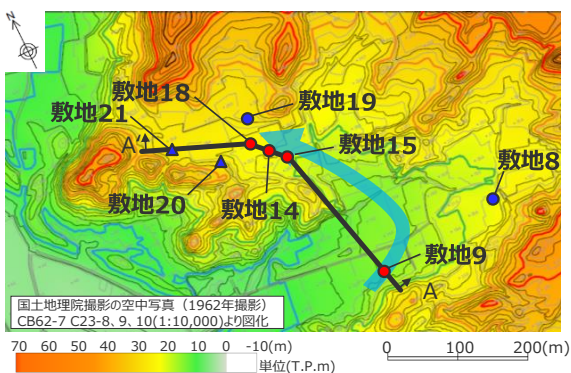 N
敷地18
敷地19
敷地21
A'
敷地15
敷地8
敷地20
敷地14
敷地9
A
国土地理院撮影の空中写真（1962年撮影）
CB62-7 C23-8、9、10(1:10,000)より図化
70 60 50 40 30 20 10 0 -10(m)
単位(T.P.m)
0 100 200(m)